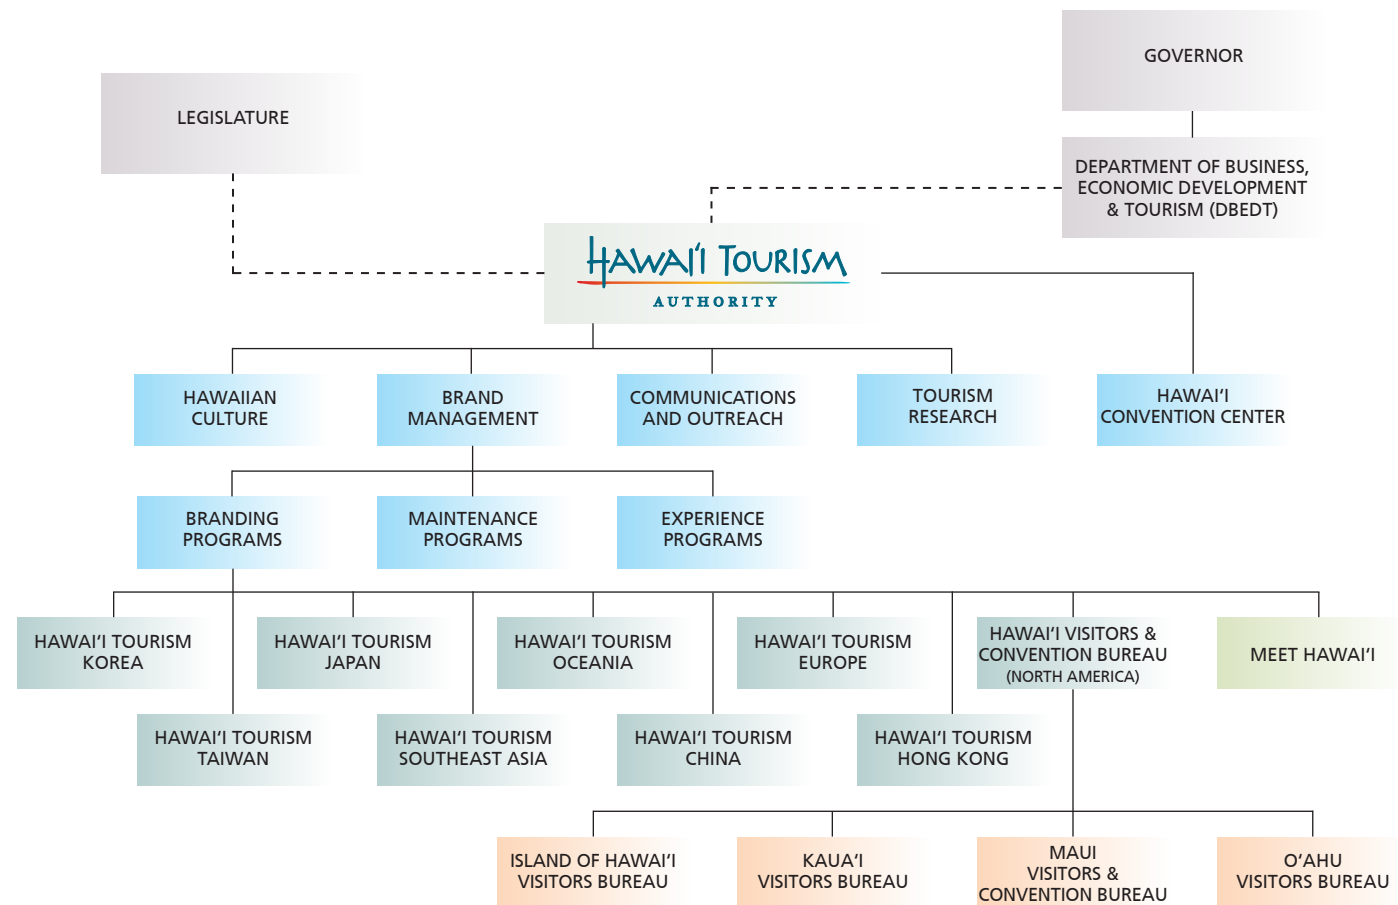 GOVERNOR
LEGISLATURE
DEPARTMENT OF BUSINESS,
ECONOMIC DEVELOPMENT
& TOURISM (DBEDT)
HAWAI‘I TOURISM
AUTHORITY
HAWAIIAN
CULTURE
BRAND
MANAGEMENT
COMMUNICATIONS
AND OUTREACH
TOURISM
RESEARCH
HAWAI‘I
CONVENTION CENTER
BRANDING
PROGRAMS
MAINTENANCE
PROGRAMS
EXPERIENCE
PROGRAMS
HAWAI‘I TOURISM
KOREA
HAWAI‘I TOURISM
JAPAN
HAWAI‘I TOURISM
OCEANIA
HAWAI‘I TOURISM
EUROPE
HAWAI‘I VISITORS &
CONVENTION BUREAU
(NORTH AMERICA)
MEET HAWAI‘I
HAWAI‘I TOURISM
TAIWAN
HAWAI‘I TOURISM
SOUTHEAST ASIA
HAWAI‘I TOURISM
CHINA
HAWAI‘I TOURISM
HONG KONG
ISLAND OF HAWAI‘I
VISITORS BUREAU
KAUA‘I
VISITORS BUREAU
MAUI
VISITORS &
CONVENTION BUREAU
O‘AHU
VISITORS BUREAU